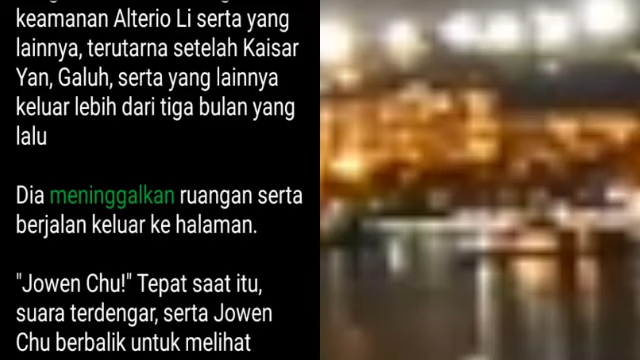 keamanan Alterio Li serta yang
lainnya, terutarna setelah Kaisar
Yan, Galuh, serta yang lainnya
keluar lebih dari tiga bulan yang
lalu
Dia meninggalkan ruangan serta
berjalan keluar ke halaman.
"Jowen Chu!" Tepat saat itu,
suara terdengar, serta Jowen
Chu berbalik untuk melihat